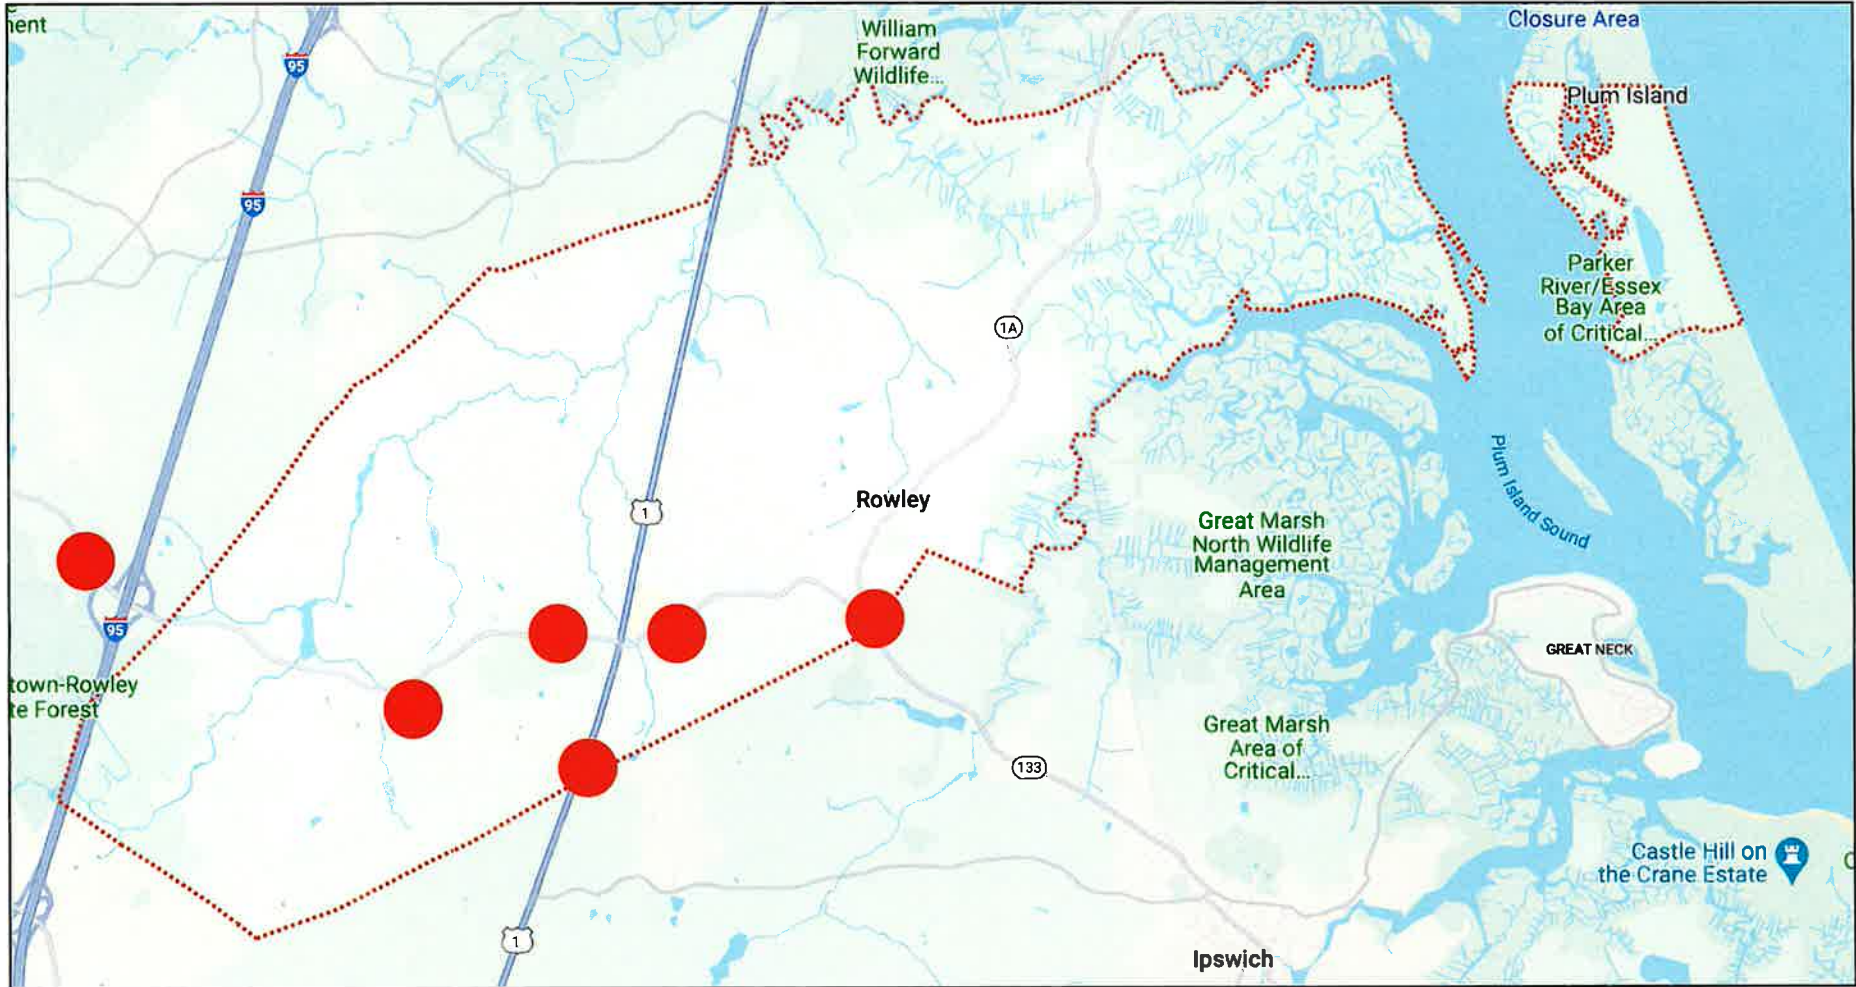 nent
95
William
Forward
Wildlife...
Closure Area
Plum Island
95
Parker
River/Essex
Bay Area
of Critical...
1A
Rowley
1
Plum Island Sound
Great Marsh
North Wildlife
Management
Area
95
GREAT NECK
town-Rowley
te Forest
Great Marsh
Area of
Critical...
133
Castle Hill on
the Crane Estate
1
Ipswich